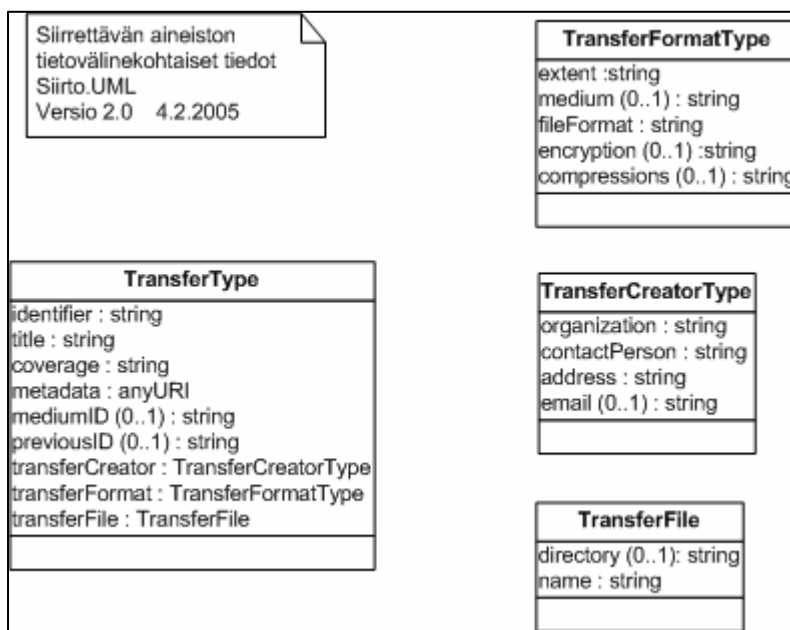 Siirrettävän aineiston
tietovälinekohtaiset tiedot
Siirto.UML
Versio 2.0 4.2.2005
TransferFormatType
extent :string
medium (0..1) : string
fileFormat : string
encryption (0..1) :string
compressions (0..1) : string
TransferType
identifier : string
title : string
coverage : string
metadata : anyURI
mediumID (0..1) : string
previousID (0..1) : string
transferCreator : TransferCreatorType
transferFormat : TransferFormatType
transferFile : TransferFile
TransferCreatorType
organization : string
contactPerson : string
address : string
email (0..1) : string
TransferFile
directory (0..1): string
name : string